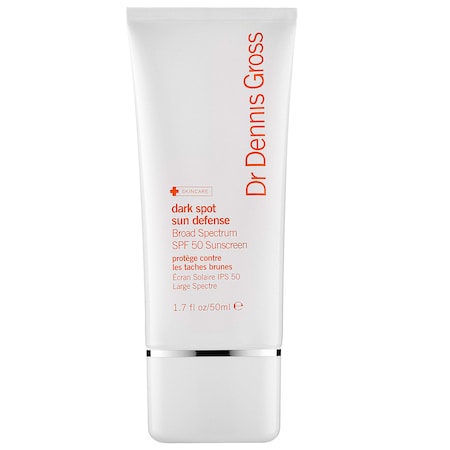 Dr Dennis Gross
SKINCARE
dark spot
sun defense
Broad Spectrum
SPF 50 Sunscreen
protège contre
les taches brunes
Écran Solaire IPS 50
Large Spectre
1.7 fl oz/50ml ℮